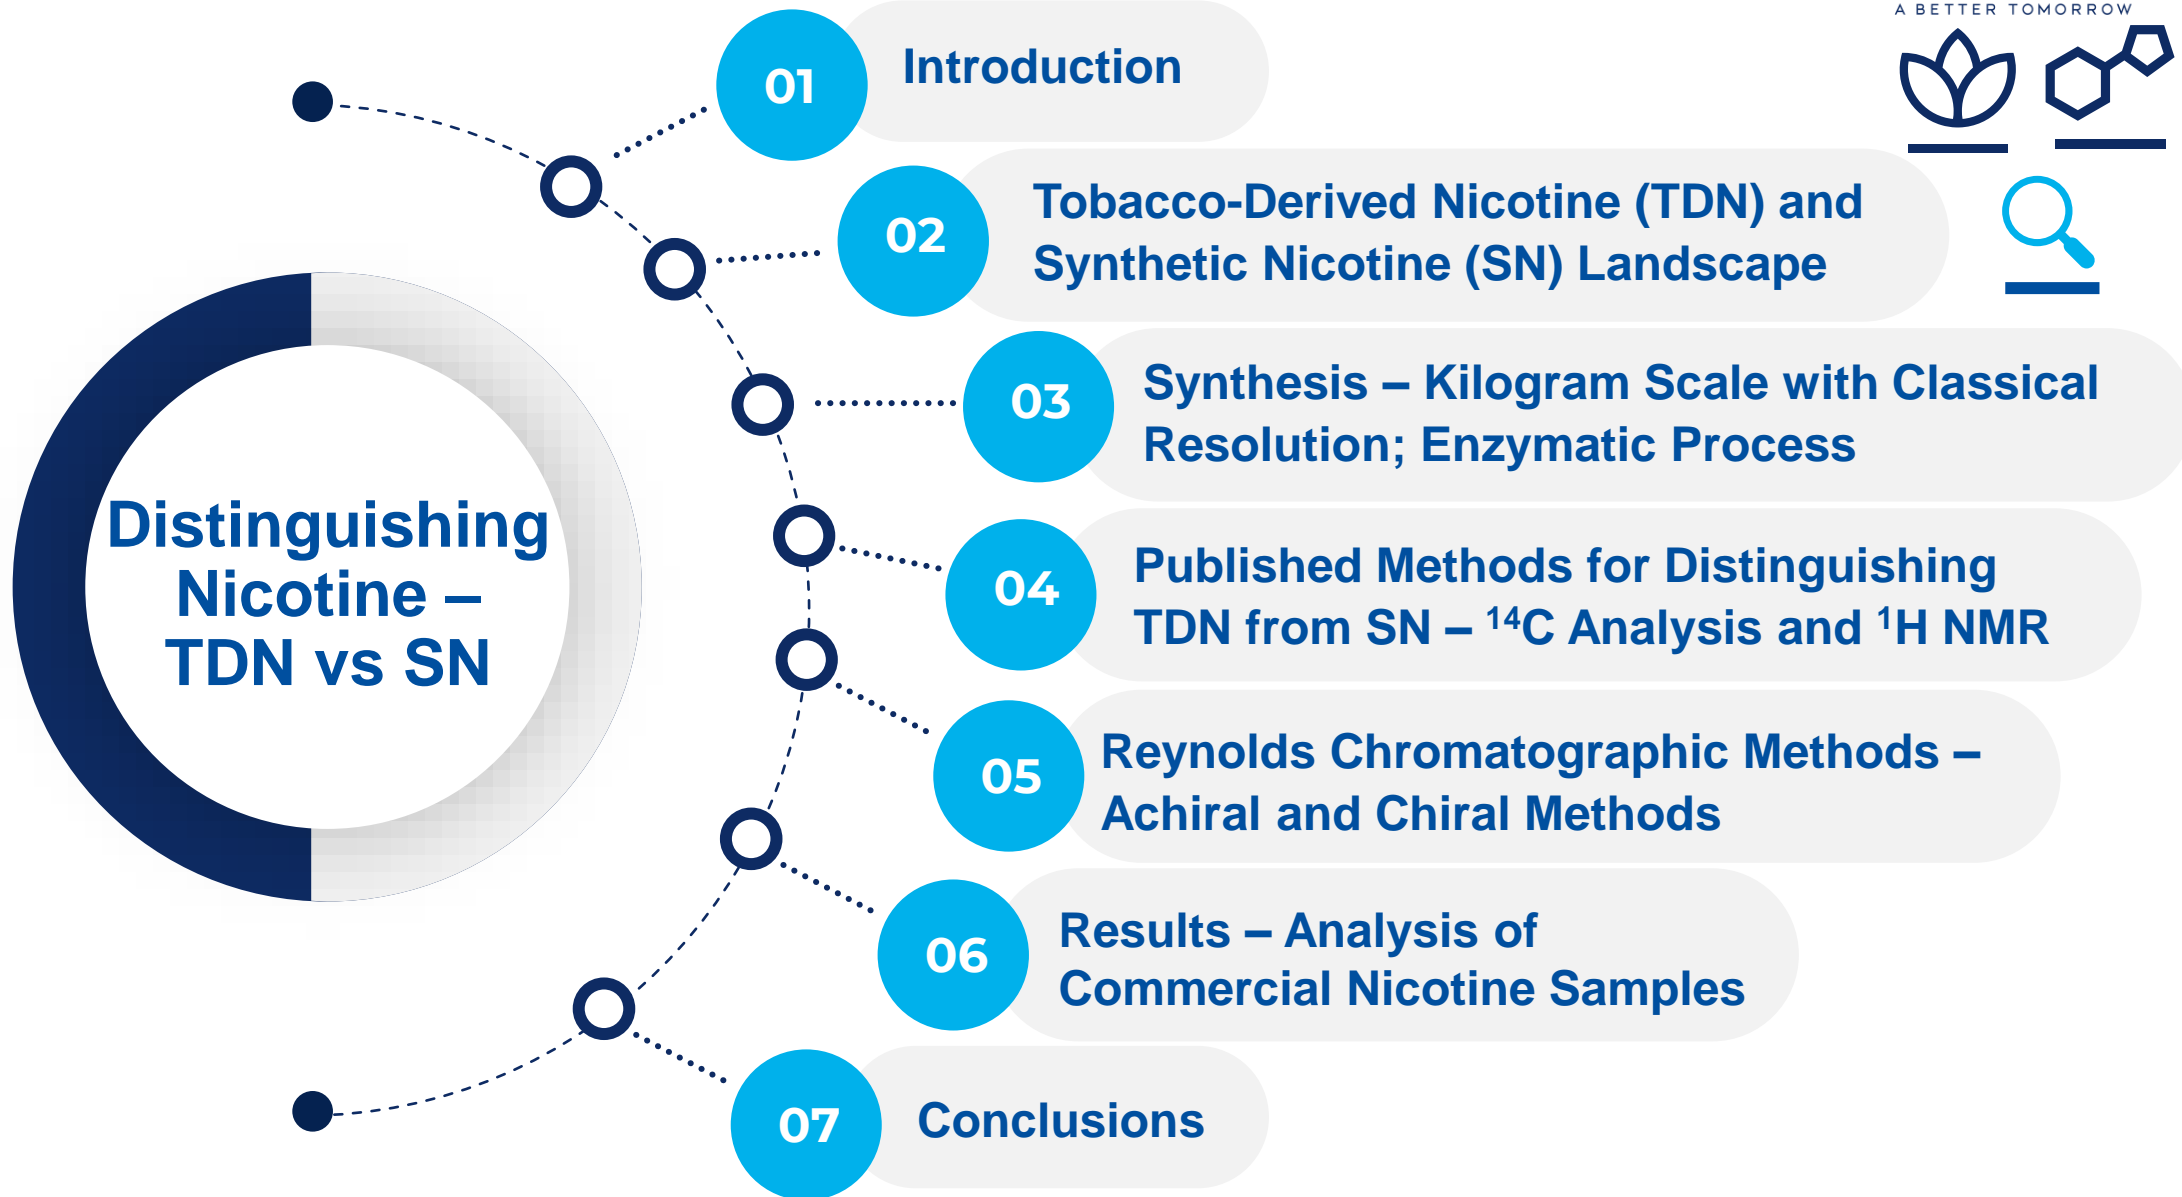 A BETTER TOMORROW
Distinguishing
Nicotine –
TDN vs SN
01
Introduction
02
Tobacco-Derived Nicotine (TDN) and
Synthetic Nicotine (SN) Landscape
03
Synthesis – Kilogram Scale with Classical
Resolution; Enzymatic Process
04
Published Methods for Distinguishing
TDN from SN – ¹⁴C Analysis and ¹H NMR
05
Reynolds Chromatographic Methods –
Achiral and Chiral Methods
06
Results – Analysis of
Commercial Nicotine Samples
07
Conclusions